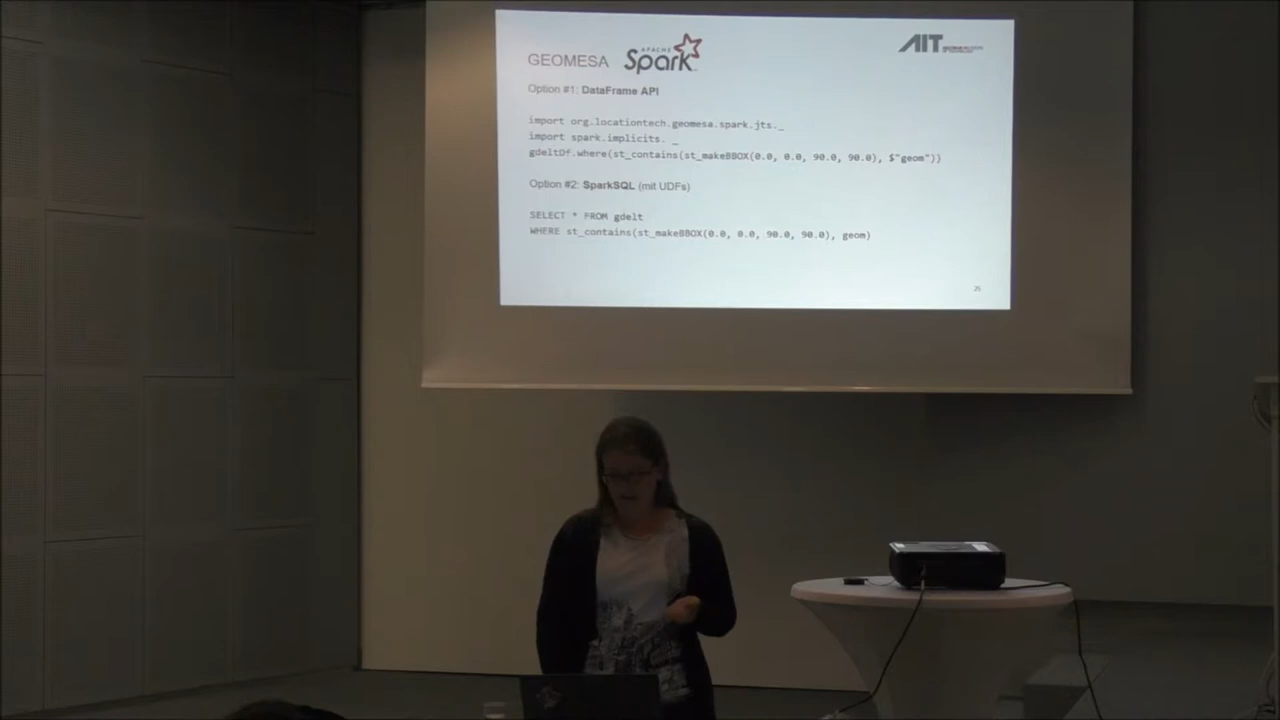 GEOMESA APACHE Spark
AIT
Option #1: DataFrame API
import org.locationtech.geomesa.spark.jts._
import spark.implicits. _
gdeltDf.where(st_contains(st_makeBBOX(0.0, 0.0, 90.0, 90.0), $"geom"))
Option #2: SparkSQL (mit UDFs)
SELECT * FROM gdelt
WHERE st_contains(st_makeBBOX(0.0, 0.0, 90.0, 90.0), geom)
25